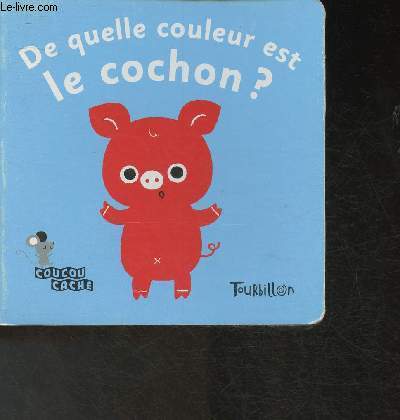 Le-livre.com
De quelle couleur est
le cochon ?
COUCOU
CACHE
TOURBILLON